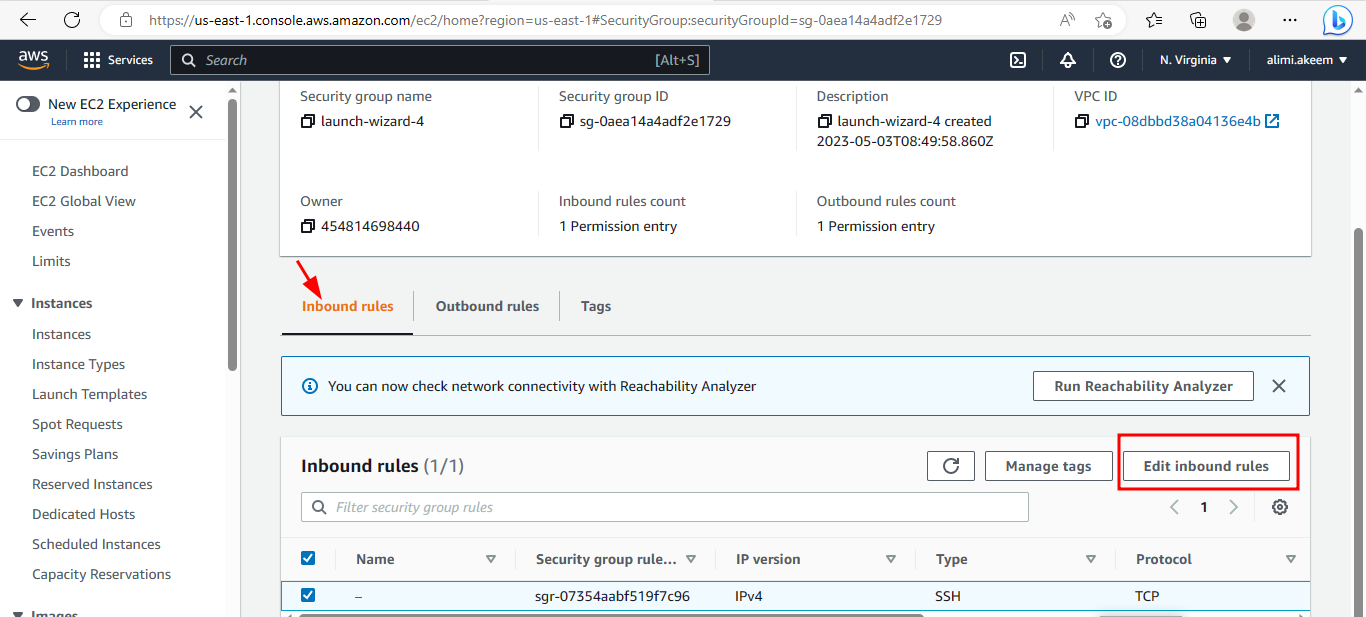 https://us-east-1.console.aws.amazon.com/ec2/home?region=us-east-1#SecurityGroup:securityGroupId=sg-0aea14a4adf2e1729
aws
Services
Search
[Alt+S]
N. Virginia
alimi.akeem
New EC2 Experience
Learn more
EC2 Dashboard
EC2 Global View
Events
Limits
Instances
Instances
Instance Types
Launch Templates
Spot Requests
Savings Plans
Reserved Instances
Dedicated Hosts
Scheduled Instances
Capacity Reservations
Images
Security group name
launch-wizard-4
Security group ID
sg-0aea14a4adf2e1729
Description
launch-wizard-4 created
2023-05-03T08:49:58.860Z
VPC ID
vpc-08dbbd38a04136e4b
Owner
454814698440
Inbound rules count
1 Permission entry
Outbound rules count
1 Permission entry
Inbound rules
Outbound rules
Tags
You can now check network connectivity with Reachability Analyzer
Run Reachability Analyzer
Inbound rules (1/1)
Manage tags
Edit inbound rules
Filter security group rules
1
Name
Security group rule...
IP version
Type
Protocol
–
sgr-07354aabf519f7c96
IPv4
SSH
TCP